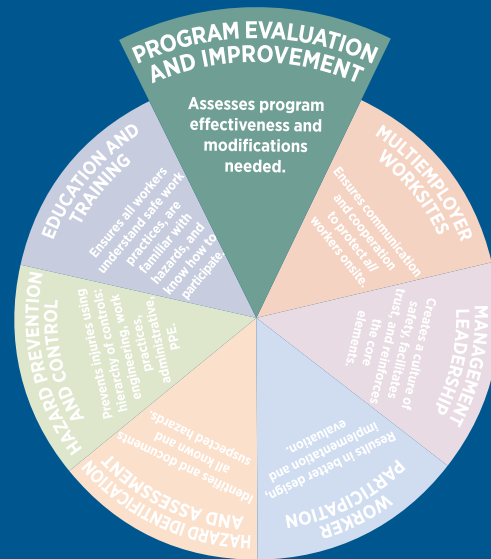 PROGRAM EVALUATION
AND IMPROVEMENT
Assesses program
effectiveness and
modifications
needed.
MULTIEMPLOYER
WORKSITES
Ensures communication
and cooperation
to protect all
workers onsite.
MANAGEMENT
LEADERSHIP
Creates a culture of
safety, facilitates
trust, and reinforces
the core
elements.
WORKER
PARTICIPATION
Results in better design,
implementation and
evaluation.
HAZARD IDENTIFICATION
AND ASSESSMENT
Identifies and documents
all known and
suspected hazards.
HAZARD PREVENTION
AND CONTROL
Prevents injuries using
hierarchy of controls:
engineering, work
practices,
administrative,
PPE.
EDUCATION AND
TRAINING
Ensures all workers
understand safe work
practices, are
familiar with
hazards, and
know how to
participate.